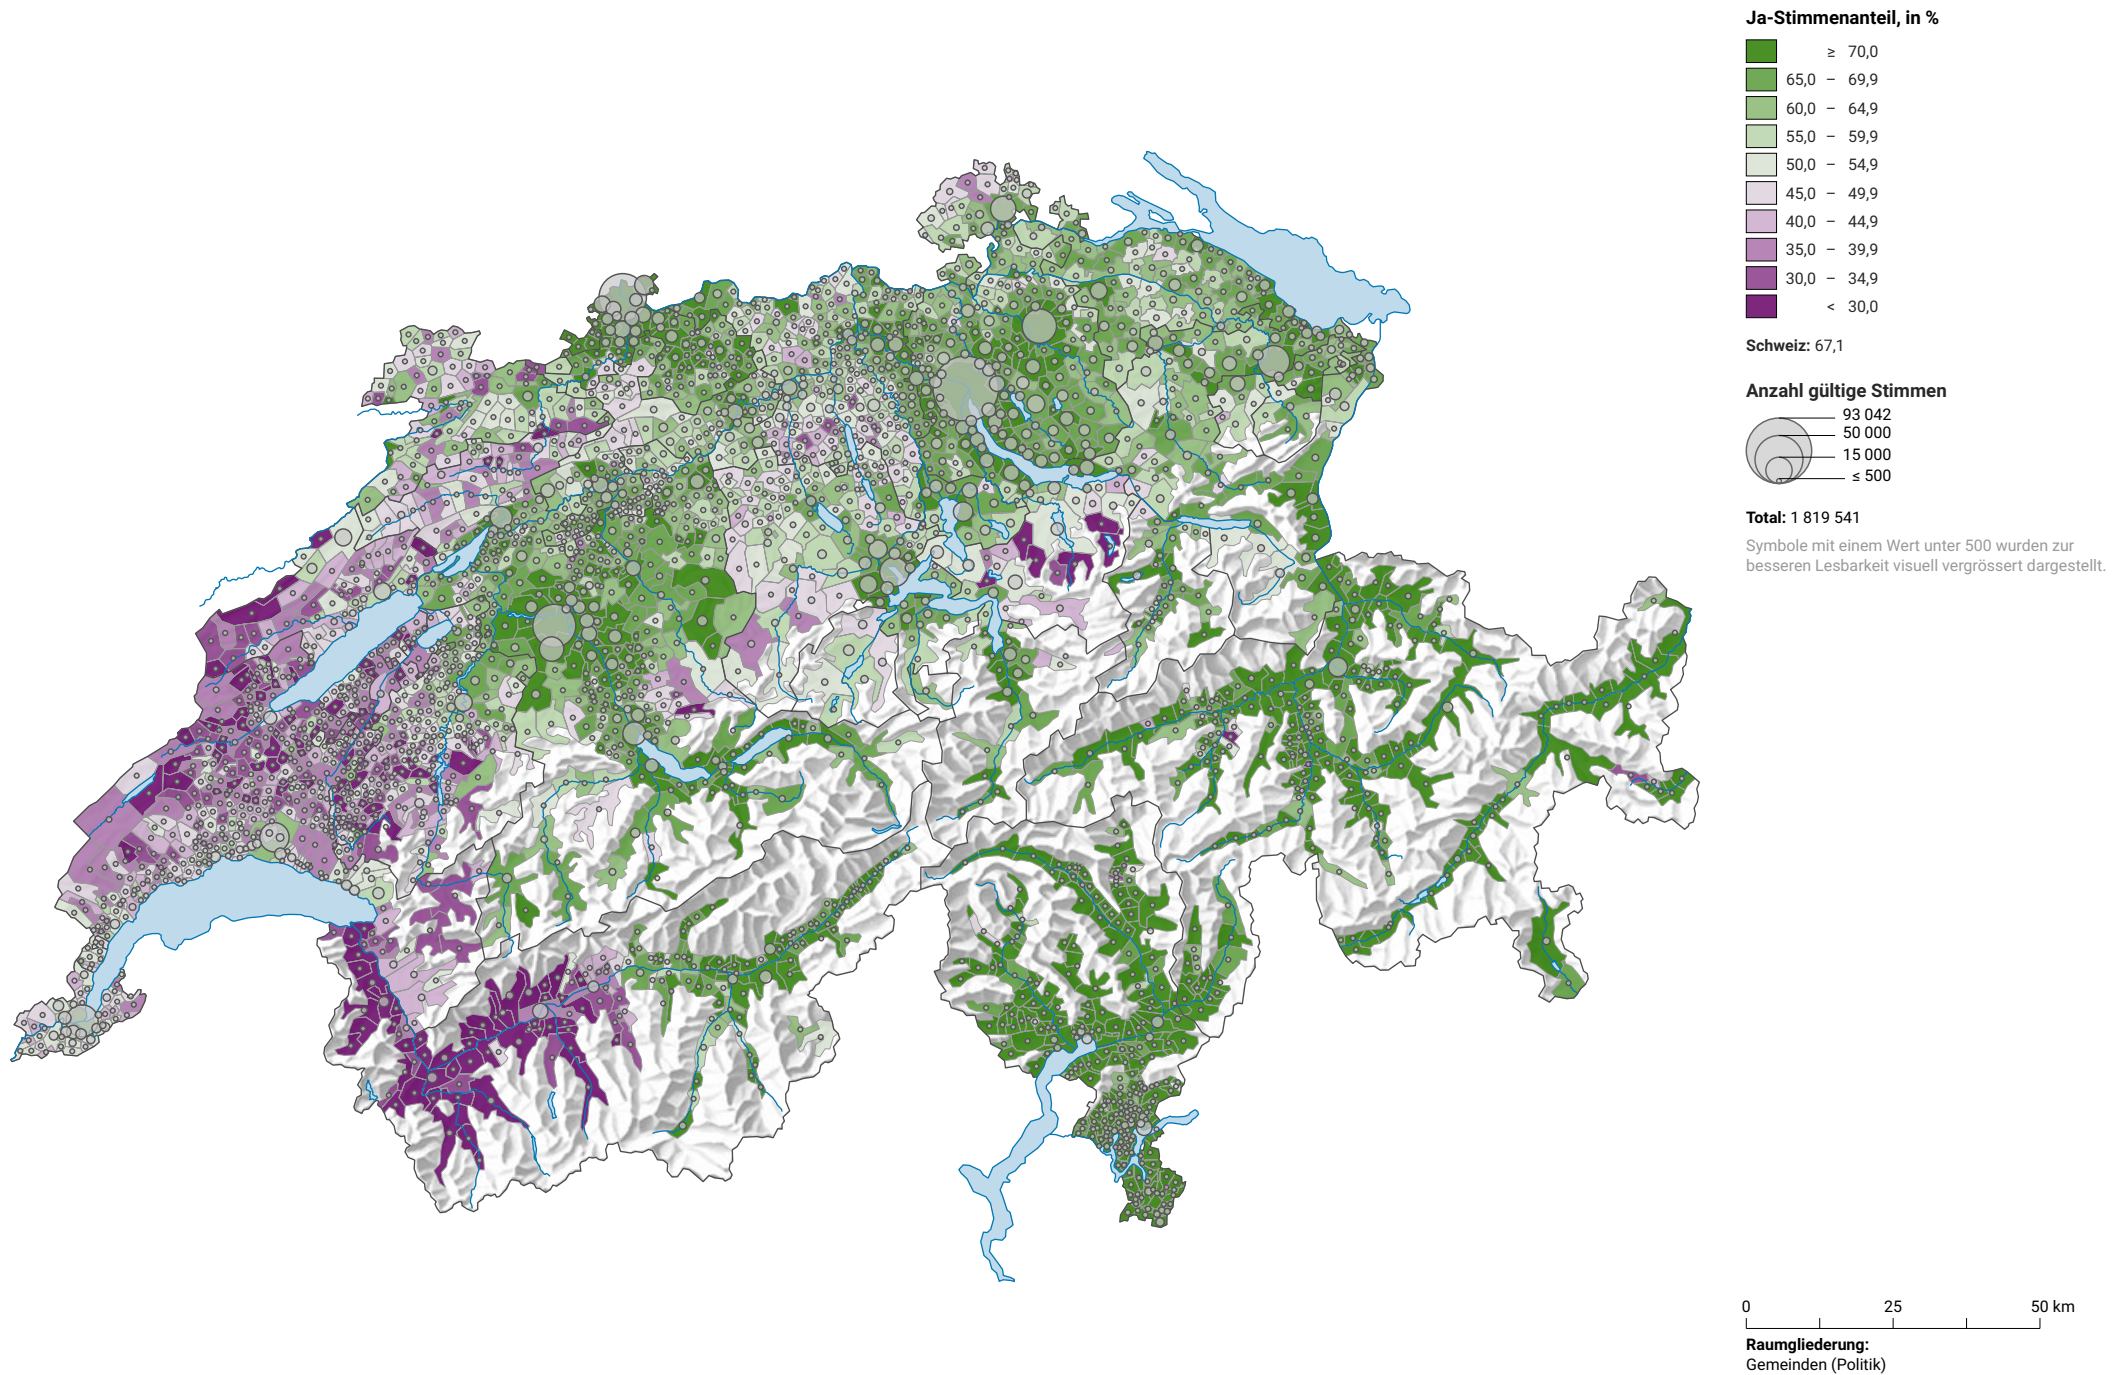 Ja-Stimmenanteil, in %
≥ 70,0
65,0 – 69,9
60,0 – 64,9
55,0 – 59,9
50,0 – 54,9
45,0 – 49,9
40,0 – 44,9
35,0 – 39,9
30,0 – 34,9
< 30,0
Schweiz: 67,1
Anzahl gültige Stimmen
93 042
50 000
15 000
≤ 500
Total: 1 819 541
Symbole mit einem Wert unter 500 wurden zur
besseren Lesbarkeit visuell vergrössert dargestellt.
0 25 50 km
Raumgliederung:
Gemeinden (Politik)